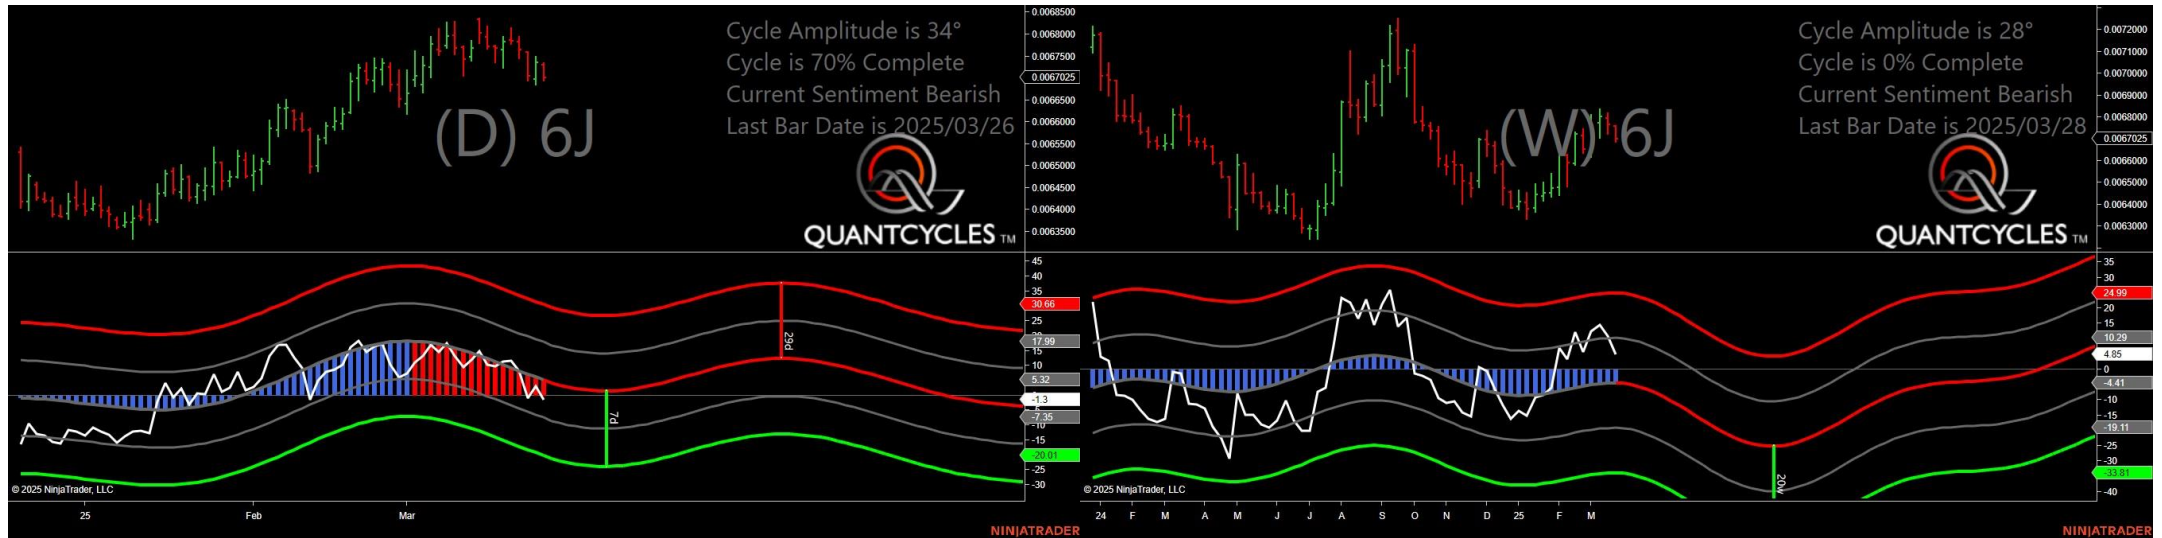 Cycle Amplitude is 34°
Cycle is 70% Complete
Current Sentiment Bearish
Last Bar Date is 2025/03/26
(D) 6J
QUANTCYCLES TM
0.0068500
0.0068000
0.0067500
0.0067025
0.0066500
0.0066000
0.0065500
0.0065000
0.0064500
0.0064000
0.0063500
45
40
35
30.66
25
17.99
15
10
5.32
-1.3
-7.35
-10
-15
-20.01
-25
-30
29d
7d
© 2025 NinjaTrader, LLC
25 Feb Mar
NINJATRADER
Cycle Amplitude is 28°
Cycle is 0% Complete
Current Sentiment Bearish
Last Bar Date is 2025/03/28
(W) 6J
QUANTCYCLES TM
0.0072000
0.0071000
0.0070000
0.0069000
0.0068000
0.0067025
0.0066000
0.0065000
0.0064000
0.0063000
35
30
24.99
20
15
10.29
4.85
0
-4.41
-10
-15
-19.11
-25
-30
-33.81
-40
20w
© 2025 NinjaTrader, LLC
24 F M A M J J A S O N D 25 F M
NINJATRADER